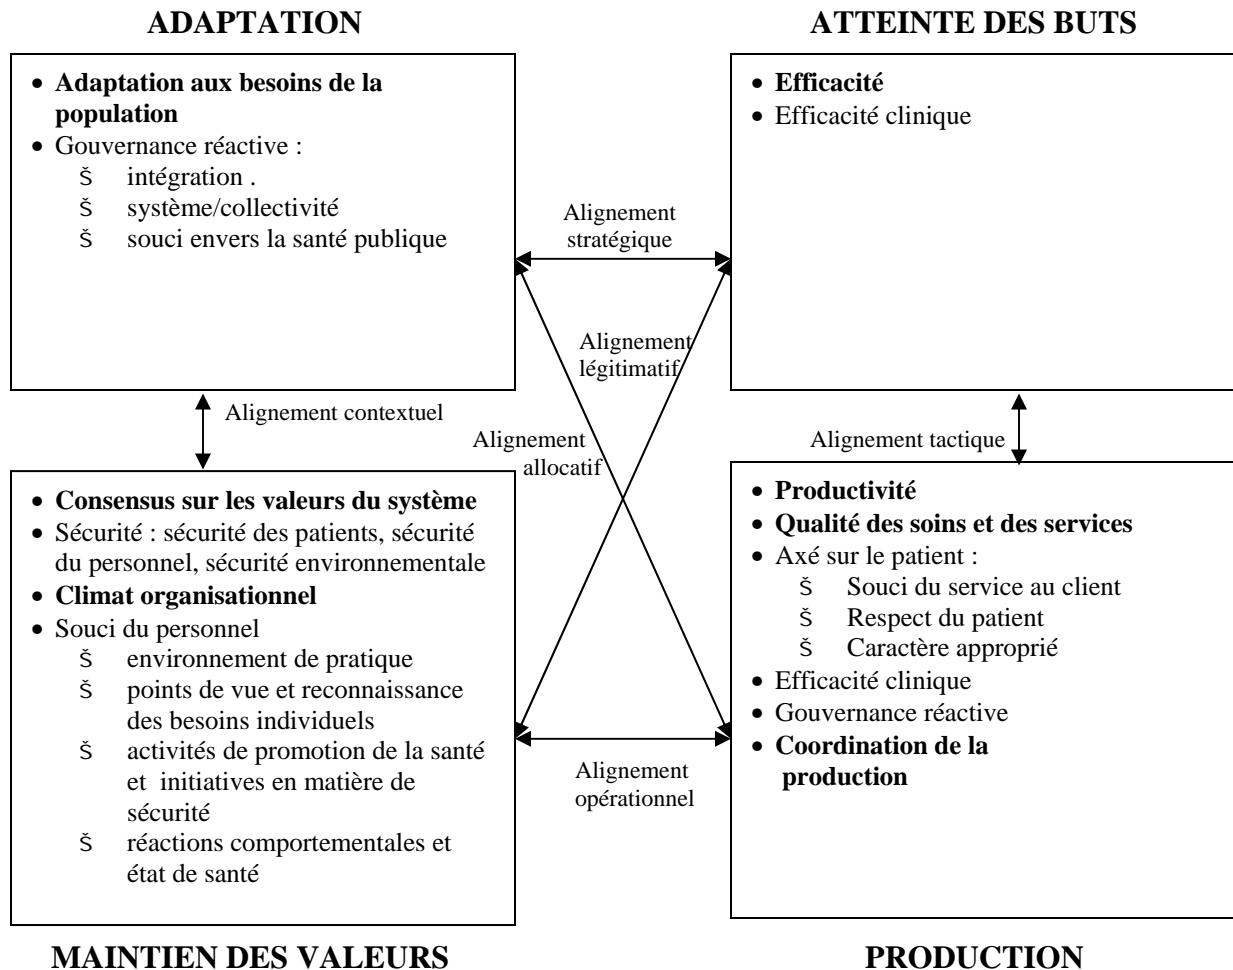 ADAPTATION
• Adaptation aux besoins de la
population
• Gouvernance réactive :
Š intégration .
Š système/collectivité
Š souci envers la santé publique
ATTEINTE DES BUTS
• Efficacité
• Efficacité clinique
Alignement
stratégique
Alignement
légitimatif
Alignement contextuel
Alignement
allocatif
Alignement tactique
• Consensus sur les valeurs du système
• Sécurité : sécurité des patients, sécurité
du personnel, sécurité environnementale
• Climat organisationnel
• Souci du personnel
Š environnement de pratique
Š points de vue et reconnaissance
des besoins individuels
Š activités de promotion de la santé
et initiatives en matière de
sécurité
Š réactions comportementales et
état de santé
• Productivité
• Qualité des soins et des services
• Axé sur le patient :
Š Souci du service au client
Š Respect du patient
Š Caractère approprié
• Efficacité clinique
• Gouvernance réactive
• Coordination de la
production
Alignement
opérationnel
MAINTIEN DES VALEURS
PRODUCTION